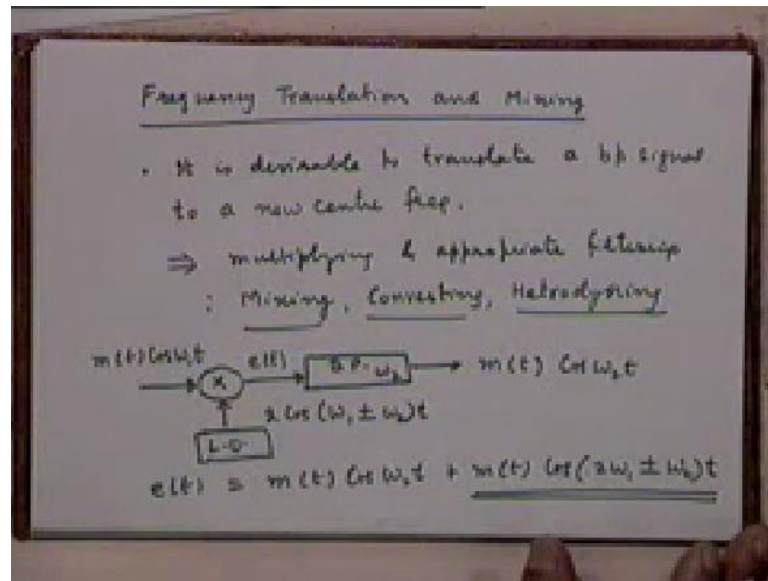 Frequency Translation and Mixing
. It is desirable to translate a bp signal
to a new centre freq.
⇒ multiplying & appropriate filtering
: Mixing, Converting, Hetrodyning
m(t) Cos ω₁t e(t) B.P. ω₂ m(t) Cos ω₂t
X
2 Cos (ω₁ ± ω₂)t
L.O.
e(t) = m(t) Cos ω₂t + m(t) Cos(2ω₁ ± ω₂)t